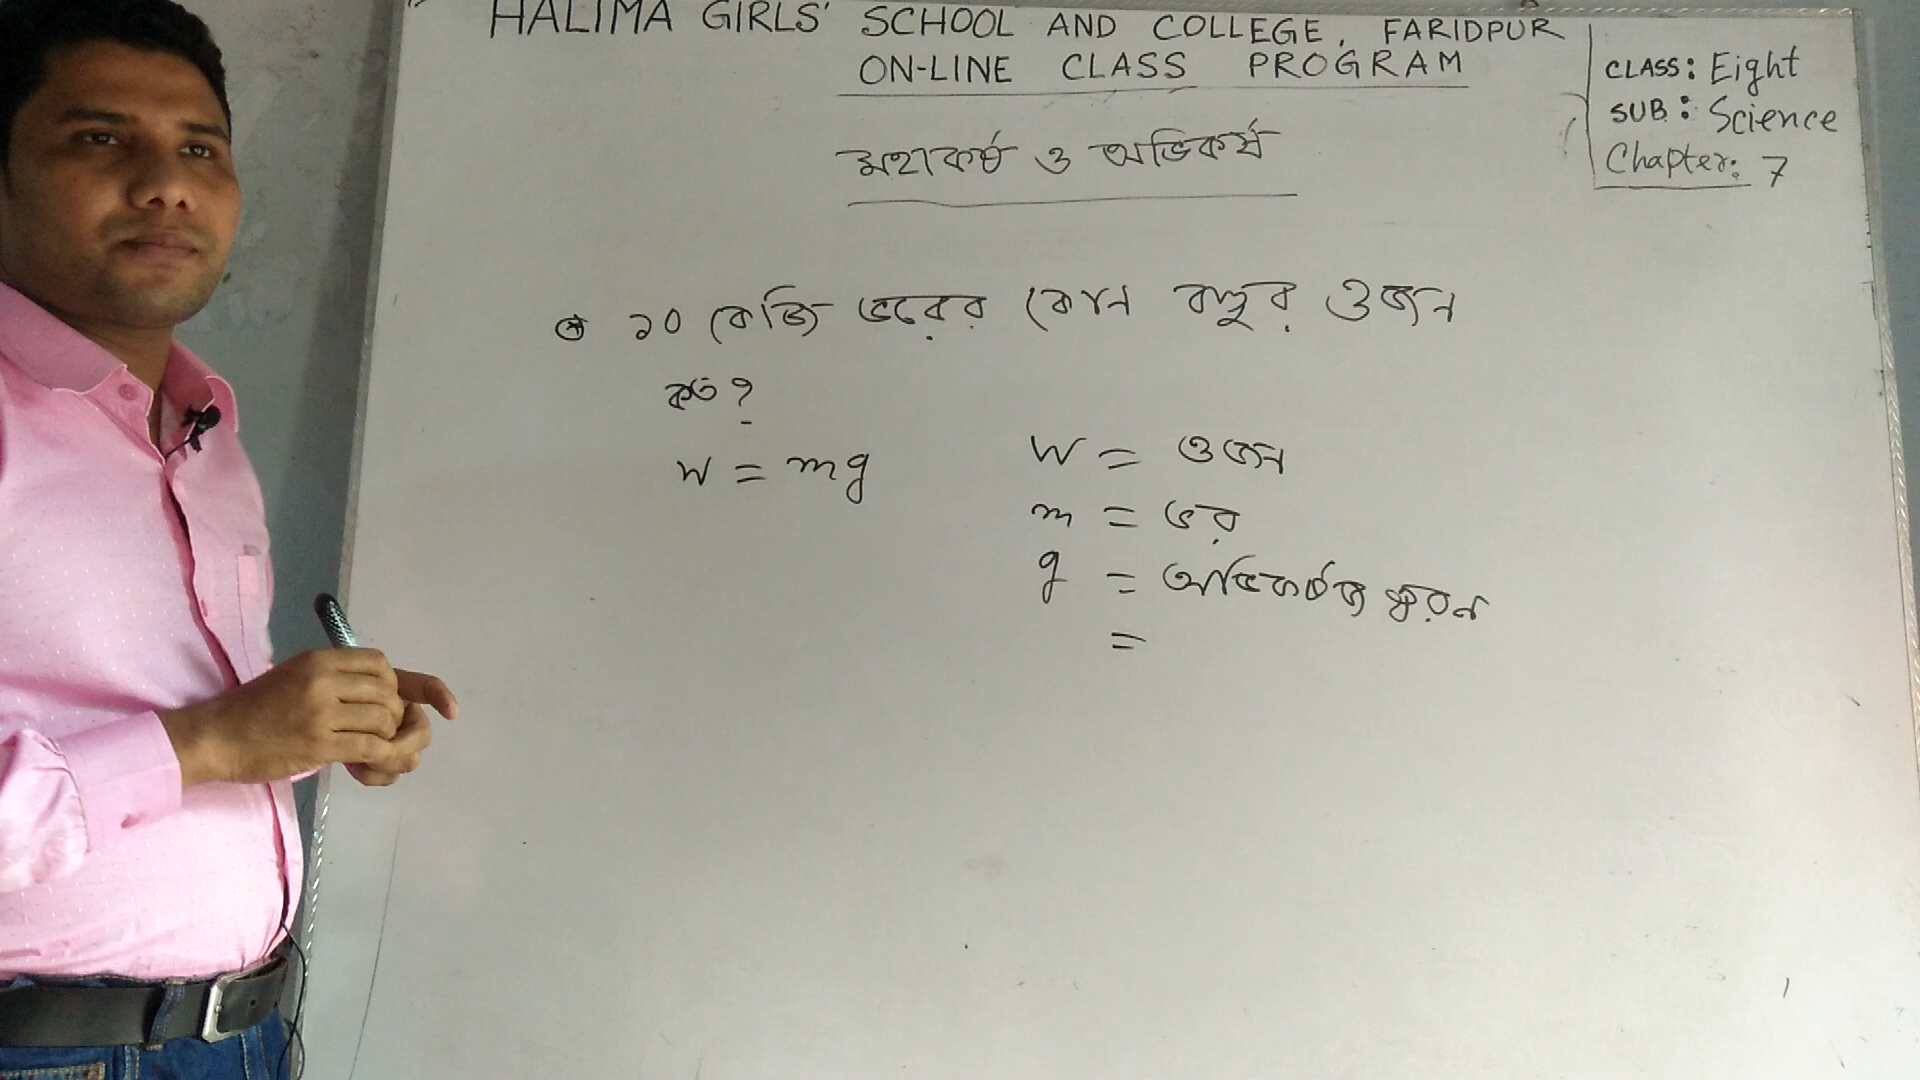 HALIMA GIRLS' SCHOOL AND COLLEGE, FARIDPUR
ON-LINE CLASS PROGRAM
CLASS: Eight
SUB: Science
Chapter: 7
মহাকর্ষ ও অভিকর্ষ
১০ কেজি ভরের কোন বস্তুর ওজন
কত?
W = mg
W = ওজন
m = ভর
g = অভিকর্ষজ ত্বরন
=